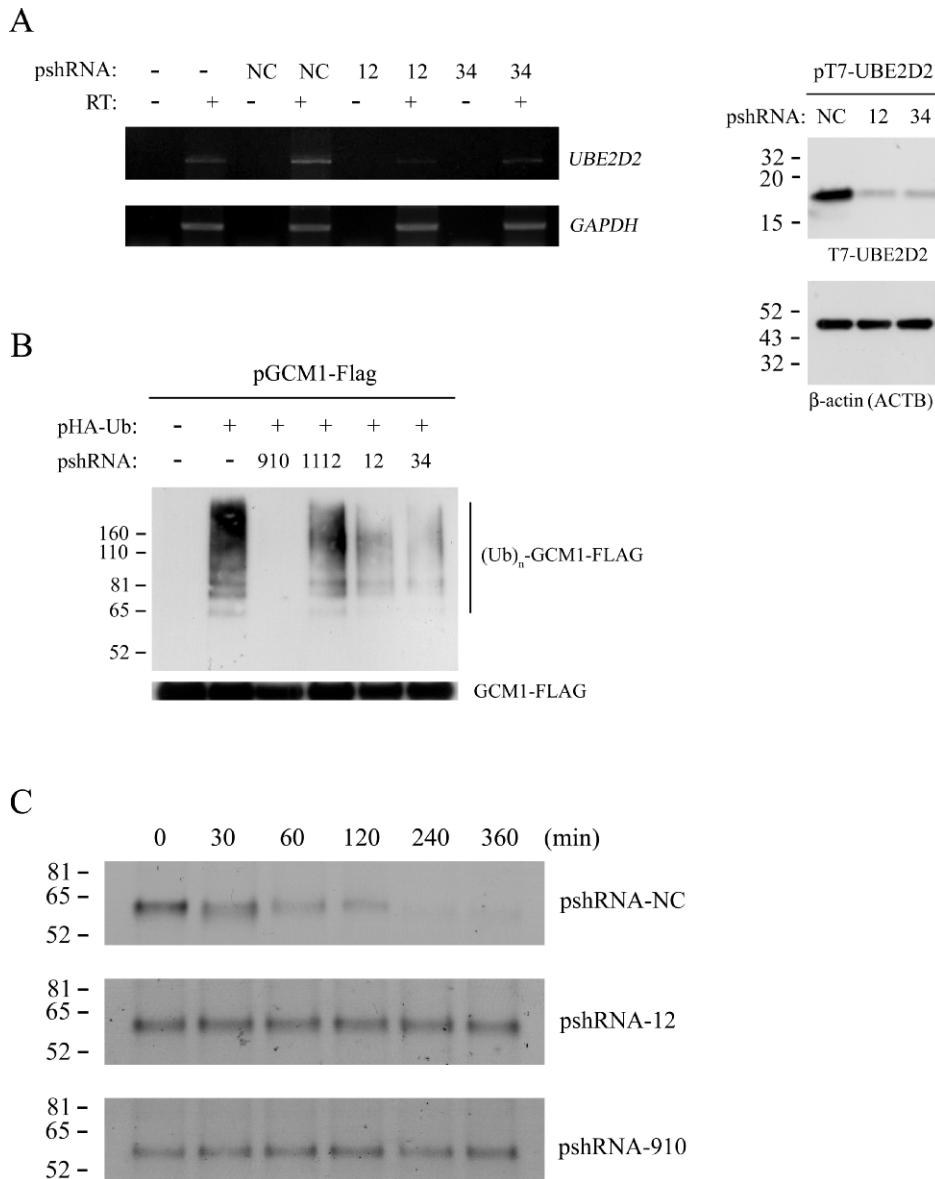 A
pshRNA: - - NC NC 12 12 34 34
RT: - + - + - + - +
UBE2D2
GAPDH
pT7-UBE2D2
pshRNA: NC 12 34
32 -
20 -
15 -
T7-UBE2D2
52 -
43 -
32 -
β-actin (ACTB)
B
pGCM1-Flag
pHA-Ub: - + + + + +
pshRNA: - - 910 1112 12 34
160 -
110 -
81 -
65 -
52 -
(Ub)n-GCM1-FLAG
GCM1-FLAG
C
0 30 60 120 240 360 (min)
81 -
65 -
52 -
pshRNA-NC
81 -
65 -
52 -
pshRNA-12
81 -
65 -
52 -
pshRNA-910